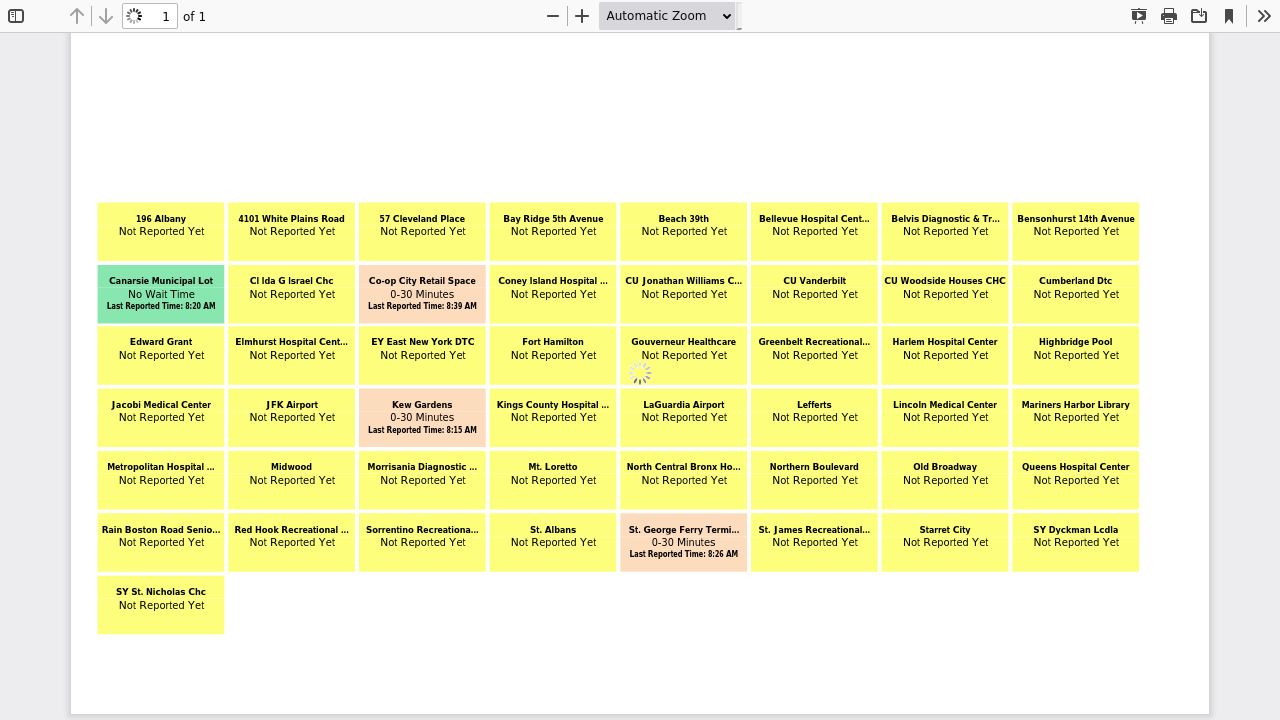 1 of 1 Automatic Zoom
196 Albany
Not Reported Yet
4101 White Plains Road
Not Reported Yet
57 Cleveland Place
Not Reported Yet
Bay Ridge 5th Avenue
Not Reported Yet
Beach 39th
Not Reported Yet
Bellevue Hospital Cent...
Not Reported Yet
Belvis Diagnostic & Tr...
Not Reported Yet
Bensonhurst 14th Avenue
Not Reported Yet
Canarsie Municipal Lot
No Wait Time
Last Reported Time: 8:20 AM
CI Ida G Israel Chc
Not Reported Yet
Co-op City Retail Space
0-30 Minutes
Last Reported Time: 8:39 AM
Coney Island Hospital ...
Not Reported Yet
CU Jonathan Williams C...
Not Reported Yet
CU Vanderbilt
Not Reported Yet
CU Woodside Houses CHC
Not Reported Yet
Cumberland Dtc
Not Reported Yet
Edward Grant
Not Reported Yet
Elmhurst Hospital Cent...
Not Reported Yet
EY East New York DTC
Not Reported Yet
Fort Hamilton
Not Reported Yet
Gouverneur Healthcare
Not Reported Yet
Greenbelt Recreational...
Not Reported Yet
Harlem Hospital Center
Not Reported Yet
Highbridge Pool
Not Reported Yet
Jacobi Medical Center
Not Reported Yet
JFK Airport
Not Reported Yet
Kew Gardens
0-30 Minutes
Last Reported Time: 8:15 AM
Kings County Hospital ...
Not Reported Yet
LaGuardia Airport
Not Reported Yet
Lefferts
Not Reported Yet
Lincoln Medical Center
Not Reported Yet
Mariners Harbor Library
Not Reported Yet
Metropolitan Hospital ...
Not Reported Yet
Midwood
Not Reported Yet
Morrisania Diagnostic ...
Not Reported Yet
Mt. Loretto
Not Reported Yet
North Central Bronx Ho...
Not Reported Yet
Northern Boulevard
Not Reported Yet
Old Broadway
Not Reported Yet
Queens Hospital Center
Not Reported Yet
Rain Boston Road Senio...
Not Reported Yet
Red Hook Recreational ...
Not Reported Yet
Sorrentino Recreationa...
Not Reported Yet
St. Albans
Not Reported Yet
St. George Ferry Termi...
0-30 Minutes
Last Reported Time: 8:26 AM
St. James Recreational...
Not Reported Yet
Starret City
Not Reported Yet
SY Dyckman Lcdla
Not Reported Yet
SY St. Nicholas Chc
Not Reported Yet